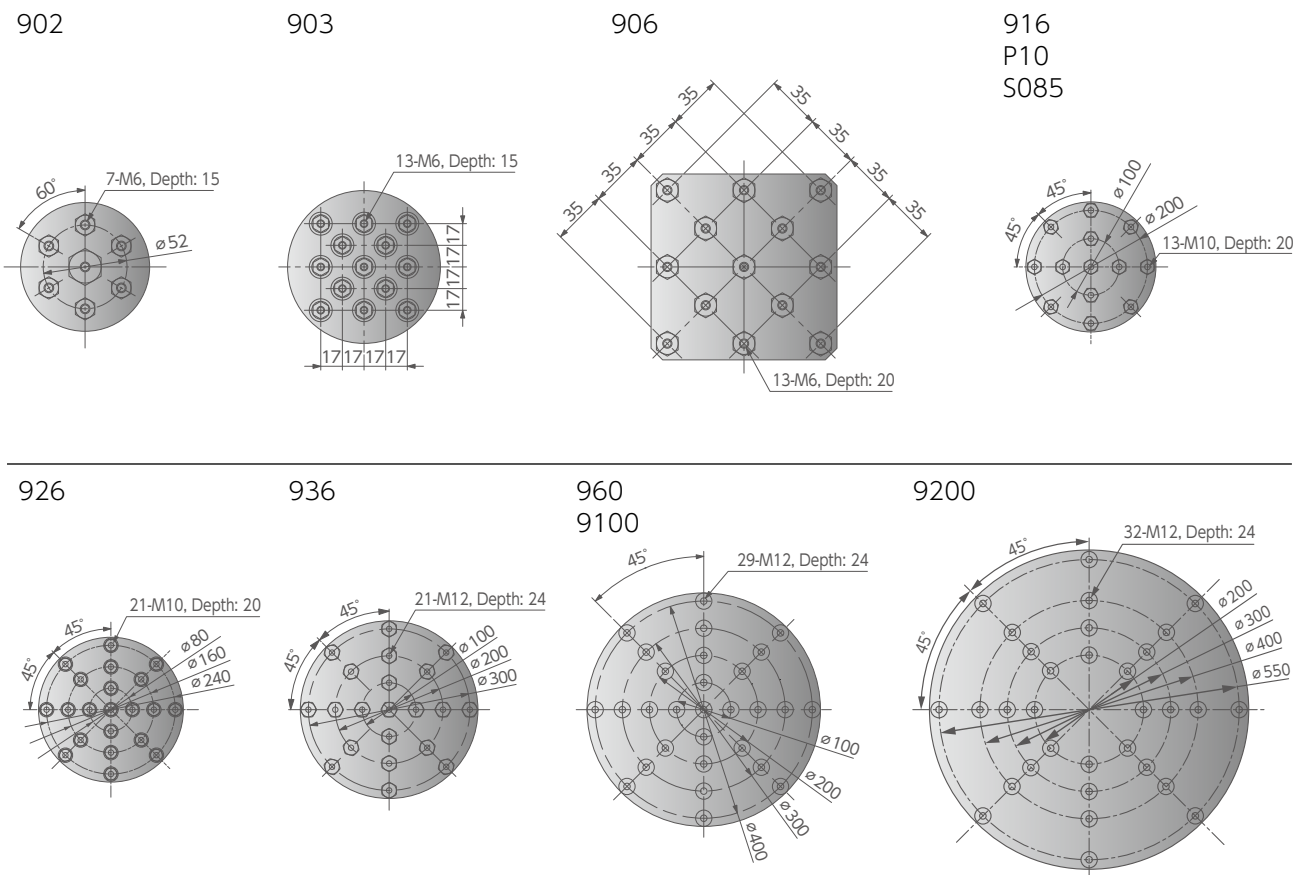 902
60°
7-M6, Depth: 15
ø52
903
13-M6, Depth: 15
17
17
17
17
17
17
17
17
906
35
35
35
35
35
35
35
35
13-M6, Depth: 20
916
P10
S085
45°
45°
ø100
ø200
13-M10, Depth: 20
926
21-M10, Depth: 20
45°
45°
ø80
ø160
ø240
936
21-M12, Depth: 24
45°
45°
ø100
ø200
ø300
960
9100
45°
29-M12, Depth: 24
ø100
ø200
ø300
ø400
9200
45°
45°
32-M12, Depth: 24
ø200
ø300
ø400
ø550